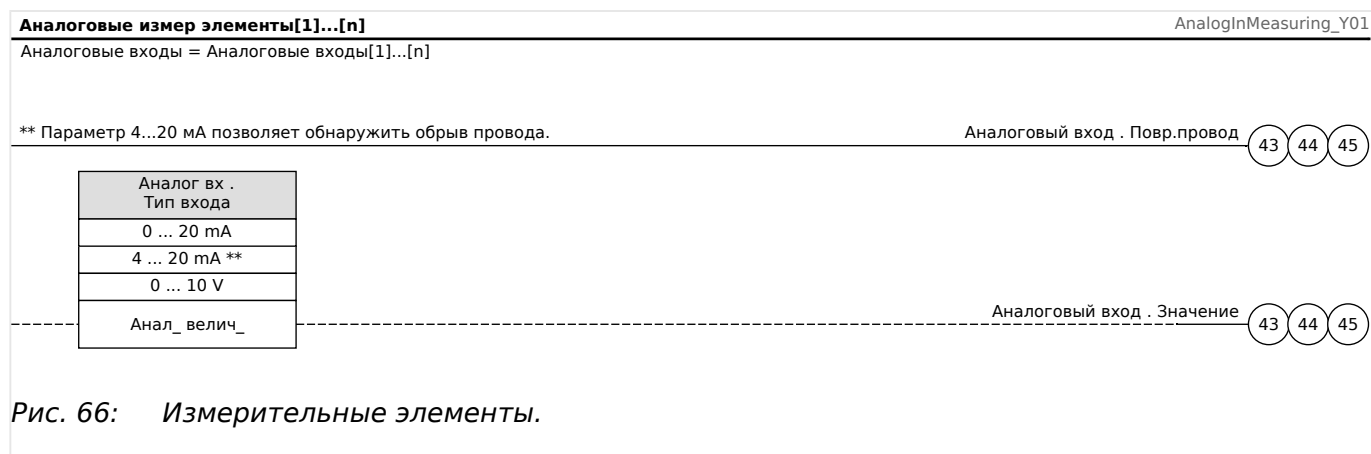 Аналоговые измер элементы[1]...[n] AnalogInMeasuring_Y01
Аналоговые входы = Аналоговые входы[1]...[n]
** Параметр 4...20 мА позволяет обнаружить обрыв провода. Аналоговый вход . Повр.провод 43 44 45
Аналог вх .
Тип входа
0 ... 20 mA
4 ... 20 mA **
0 ... 10 V
Анал_ велич_ Аналоговый вход . Значение 43 44 45
Рис. 66: Измерительные элементы.